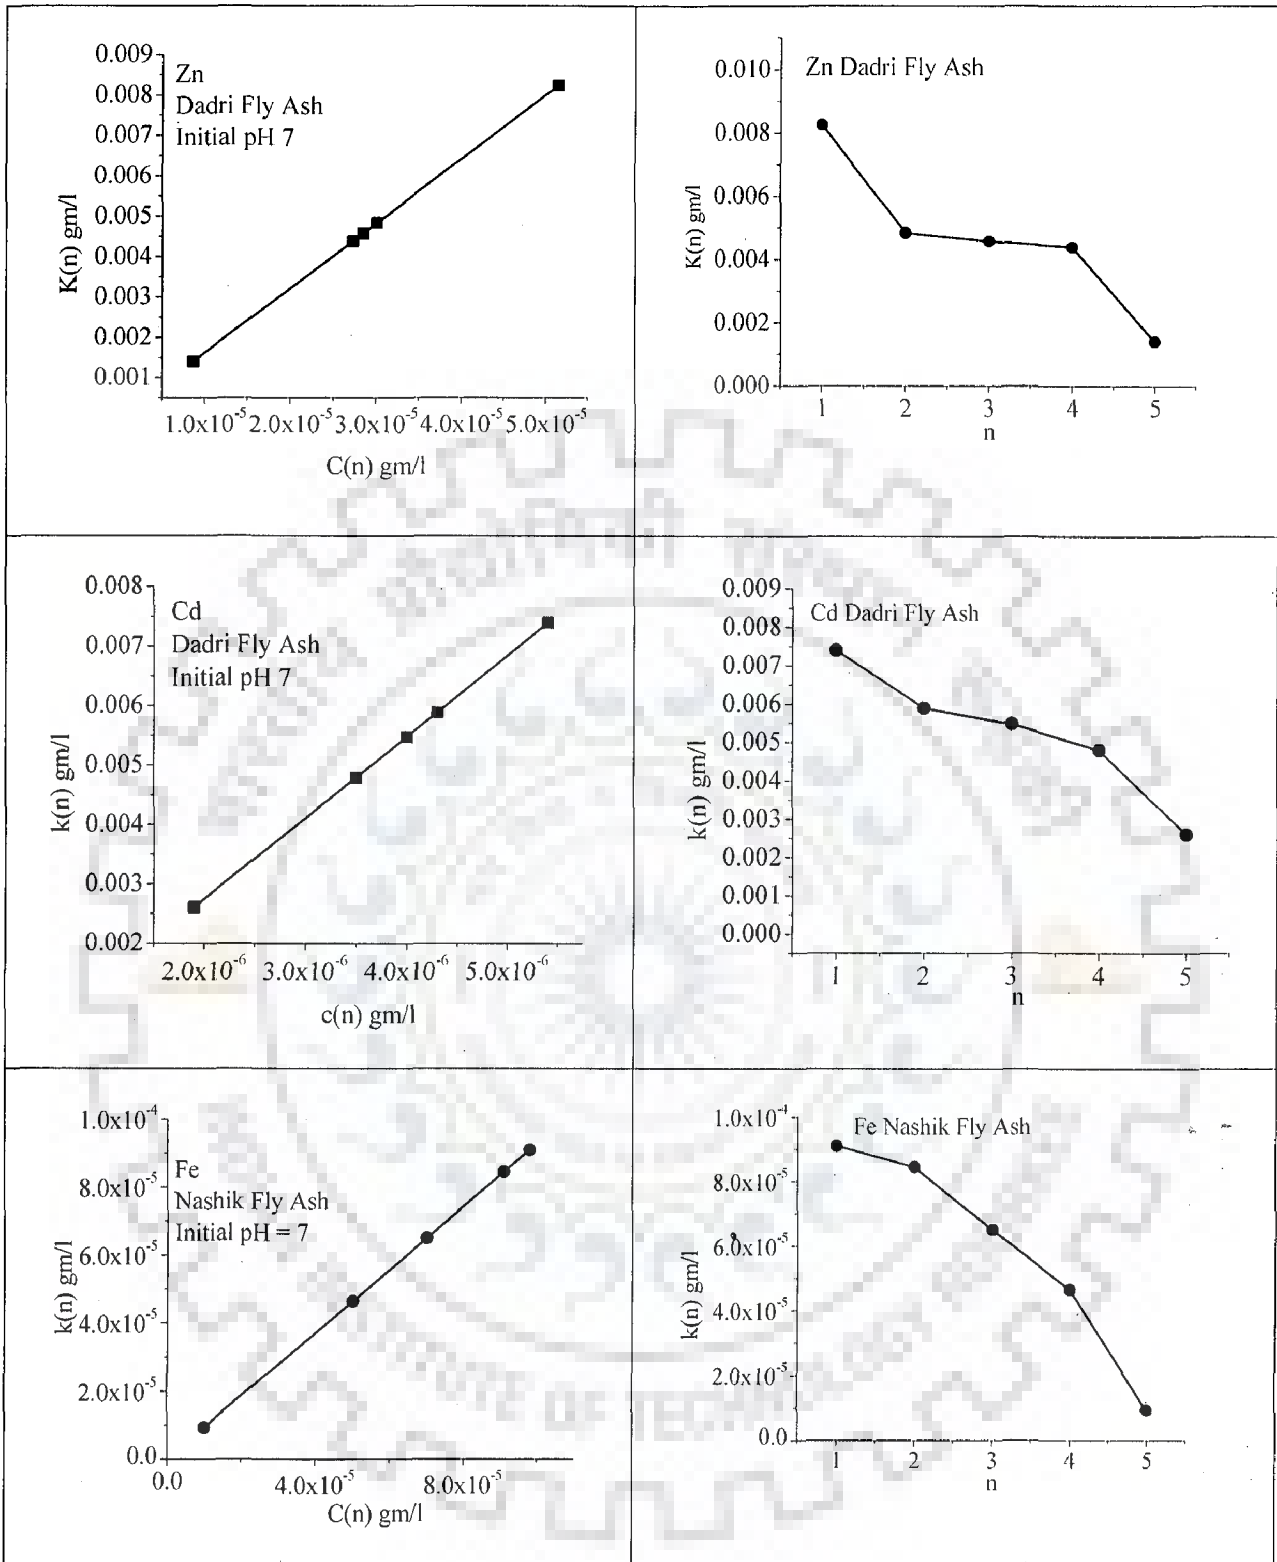 0.009
0.008
0.007
0.006
0.005
0.004
0.003
0.002
0.001
Zn
Dadri Fly Ash
Initial pH 7
K(n) gm/l
1.0x10⁻⁵ 2.0x10⁻⁵ 3.0x10⁻⁵ 4.0x10⁻⁵ 5.0x10⁻⁵
C(n) gm/l
0.010
0.008
0.006
0.004
0.002
0.000
Zn Dadri Fly Ash
K(n) gm/l
1 2 3 4 5
n
0.008
0.007
0.006
0.005
0.004
0.003
0.002
Cd
Dadri Fly Ash
Initial pH 7
k(n) gm/l
2.0x10⁻⁶ 3.0x10⁻⁶ 4.0x10⁻⁶ 5.0x10⁻⁶
c(n) gm/l
0.009
0.008
0.007
0.006
0.005
0.004
0.003
0.002
0.001
0.000
Cd Dadri Fly Ash
k(n) gm/l
1 2 3 4 5
n
1.0x10⁻⁴
8.0x10⁻⁵
6.0x10⁻⁵
4.0x10⁻⁵
2.0x10⁻⁵
0.0
Fe
Nashik Fly Ash
Initial pH = 7
k(n) gm/l
0.0 4.0x10⁻⁵ 8.0x10⁻⁵
C(n) gm/l
1.0x10⁻⁴
8.0x10⁻⁵
6.0x10⁻⁵
4.0x10⁻⁵
2.0x10⁻⁵
0.0
Fe Nashik Fly Ash
k(n) gm/l
1 2 3 4 5
n
OF TECHN